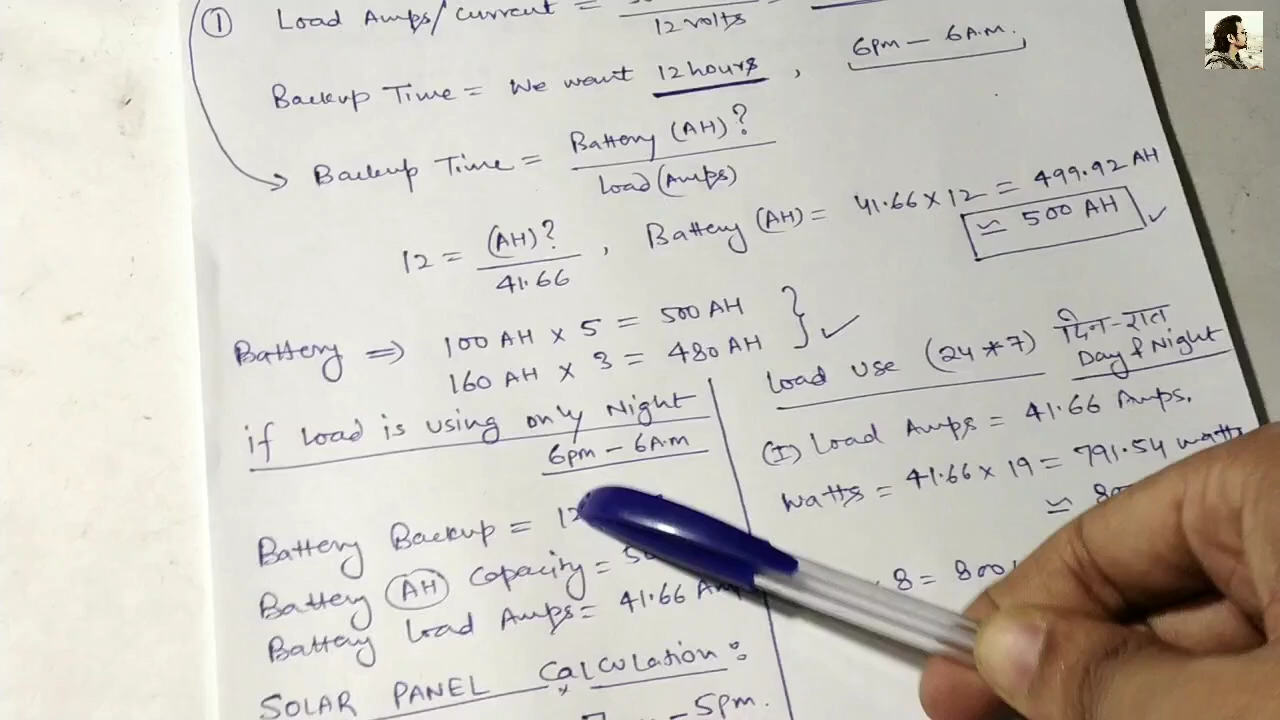 ① Load Amps/current =
12 volts
Backup Time = We want 12 hours, 6pm – 6A.M.
Backup Time = Battery (AH)? / Load (Amps)
12 = (AH)? / 41.66 , Battery (AH) = 41.66 x 12 = 499.92 AH
≃ 500 AH
Battery ⇒ 100 AH x 5 = 500 AH
160 AH x 3 = 480 AH
if Load is using only Night
6pm – 6A.M
Battery Backup =
Battery (AH) Capacity =
Battery Load Amps = 41.66
SOLAR PANEL Calculation:
– 5pm.
Load use (24*7) दिन-रात
Day & Night
(I) Load Amps = 41.66 Amps.
Watts = 41.66 x 19 = 791.54 watts
≃
8 = 800